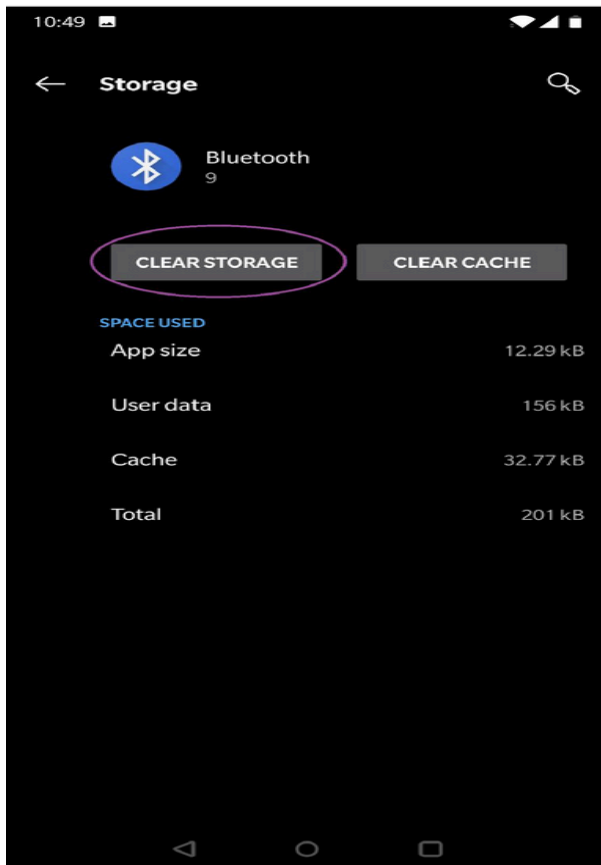 10:49
Storage
Bluetooth
9
CLEAR STORAGE CLEAR CACHE
SPACE USED
App size 12.29 kB
User data 156 kB
Cache 32.77 kB
Total 201 kB